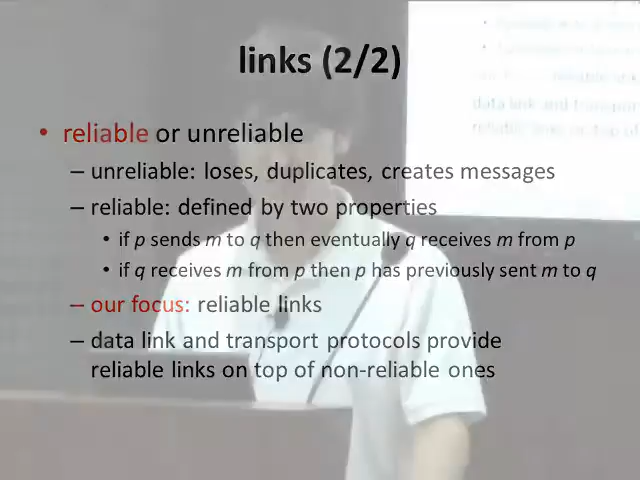 links (2/2)
• reliable or unreliable
– unreliable: loses, duplicates, creates messages
– reliable: defined by two properties
• if p sends m to q then eventually q receives m from p
• if q receives m from p then p has previously sent m to q
– our focus: reliable links
– data link and transport protocols provide
reliable links on top of non-reliable ones
data link and transpor
reliable links on top of